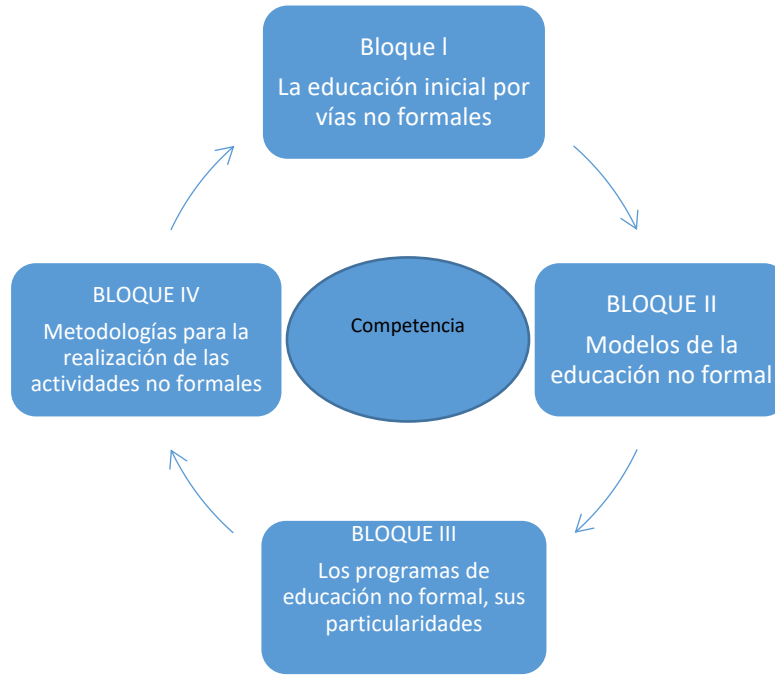 Bloque l
La educación inicial por
vías no formales
BLOQUE II
Modelos de la
educación no formal
BLOQUE III
Los programas de
educación no formal, sus
particularidades
BLOQUE IV
Metodologías para la
realización de las
actividades no formales
Competencia